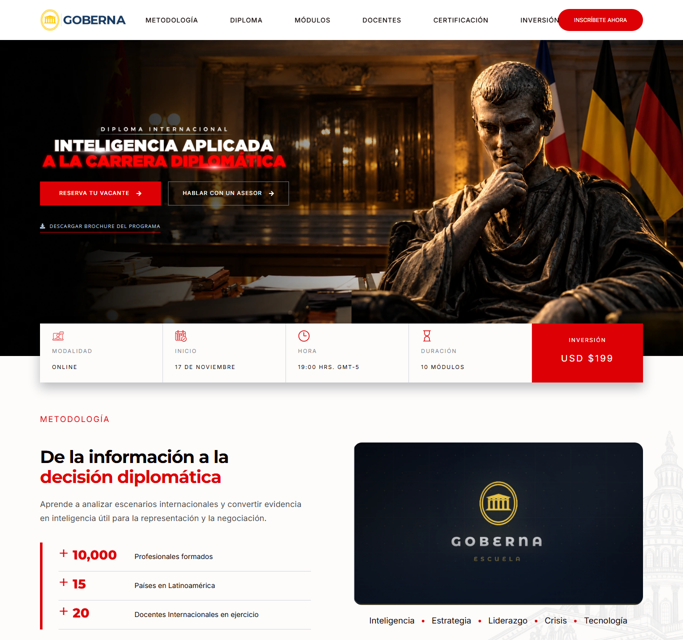 GOBERNA
METODOLOGÍA
DIPLOMA
MÓDULOS
DOCENTES
CERTIFICACIÓN
INVERSIÓN
INSCRÍBETE AHORA
DIPLOMA INTERNACIONAL
INTELIGENCIA APLICADA
A LA CARRERA DIPLOMÁTICA
RESERVA TU VACANTE
HABLAR CON UN ASESOR
DESCARGAR BROCHURE DEL PROGRAMA
MODALIDAD
ONLINE
INICIO
17 DE NOVIEMBRE
HORA
19:00 HRS. GMT-5
DURACIÓN
10 MÓDULOS
INVERSIÓN
USD $199
METODOLOGÍA
De la información a la
decisión diplomática
Aprende a analizar escenarios internacionales y convertir evidencia
en inteligencia útil para la representación y la negociación.
+ 10,000 Profesionales formados
+ 15 Países en Latinoamérica
+ 20 Docentes Internacionales en ejercicio
GOBERNA
ESCUELA
Inteligencia • Estrategia • Liderazgo • Crisis • Tecnología